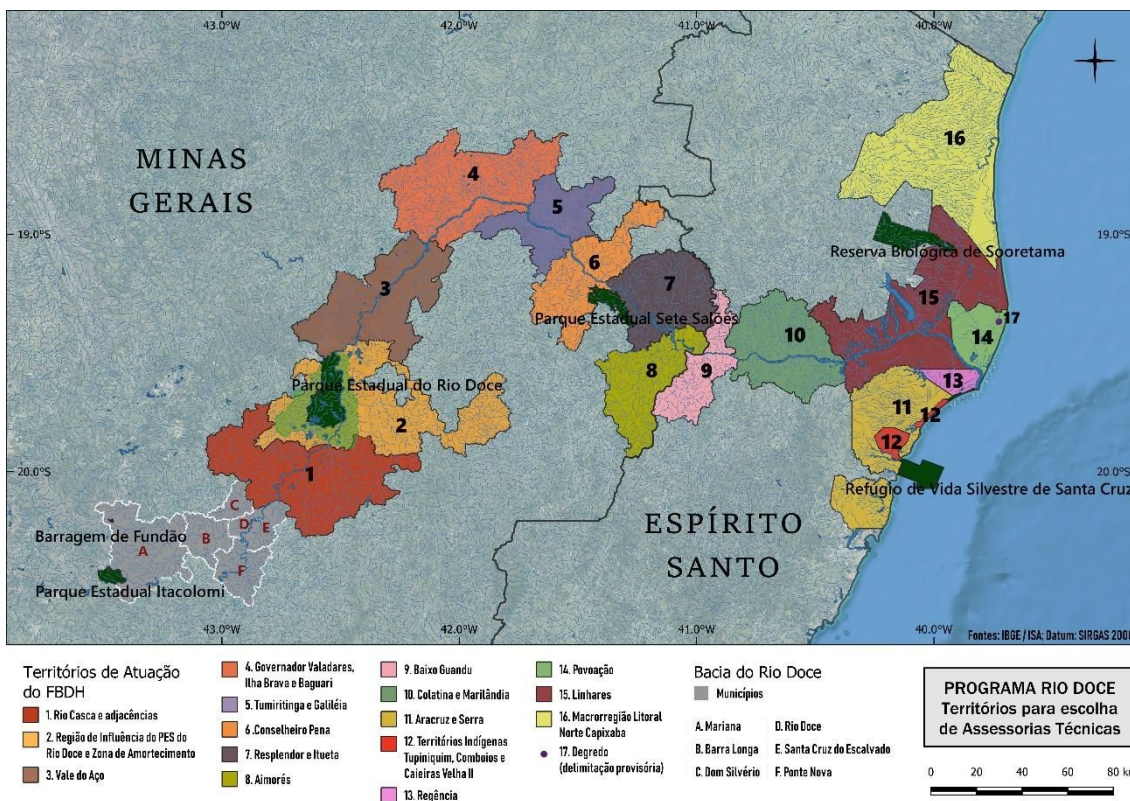 43.0°W 42.0°W 41.0°W 40.0°W
MINAS
GERAIS
16
4
5
19.0°S 19.0°S
Reserva Biológica de Sooretama
6
7
3
15
Parque Estadual Sete Salões
17
14
10
8
9
Parque Estadual do Rio Doce
13
11
12
2
12
20.0°S 20.0°S
1
Refúgio de Vida Silvestre de Santa Cruz
C
D
E
Barragem de Fundão
B
A
ESPÍRITO
SANTO
F
Parque Estadual Itacolomi
43.0°W 42.0°W 41.0°W 40.0°W
Fontes: IBGE / ISA; Datum: SIRGAS 2000
Territórios de Atuação
do FBDH
1. Rio Casca e adjacências
2. Região de Influência do PES do
Rio Doce e Zona de Amortecimento
3. Vale do Aço
4. Governador Valadares,
Ilha Brava e Baguari
5. Tumiritinga e Galiléia
6 .Conselheiro Pena
7. Resplendor e Itueta
8. Aimorés
9. Baixo Guandu
10. Colatina e Marilândia
11. Aracruz e Serra
12. Territórios Indígenas
Tupiniquim, Comboios e
Caieiras Velha II
13. Regência
14. Povoação
15. Linhares
16. Macrorregião Litoral
Norte Capixaba
17. Degredo
(delimitação provisória)
Bacia do Rio Doce
Municípios
A. Mariana
B. Barra Longa
C. Dom Silvério
D. Rio Doce
E. Santa Cruz do Escalvado
F. Ponte Nova
PROGRAMA RIO DOCE
Territórios para escolha
de Assessorias Técnicas
0 20 40 60 80 km